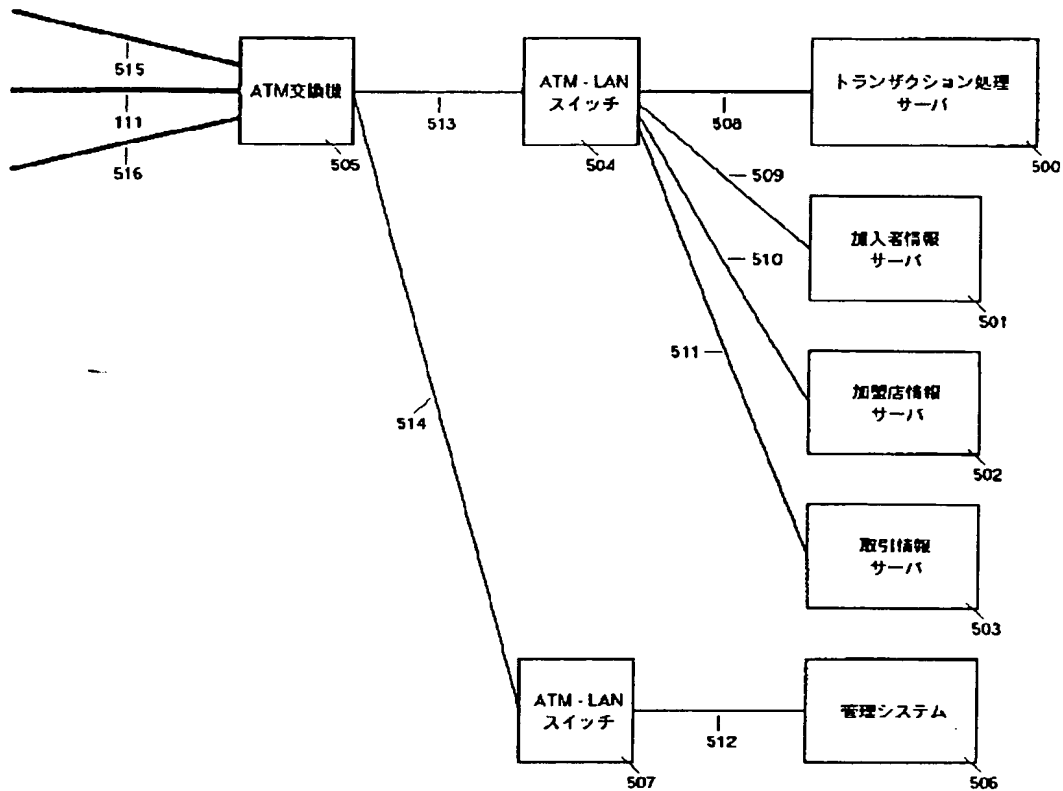 515
111
516
ATM交換機
505
513
ATM - LAN
スイッチ
504
508
トランザクション処理
サーバ
500
509
加入者情報
サーバ
501
510
加盟店情報
サーバ
502
511
取引情報
サーバ
503
514
ATM - LAN
スイッチ
507
512
管理システム
506